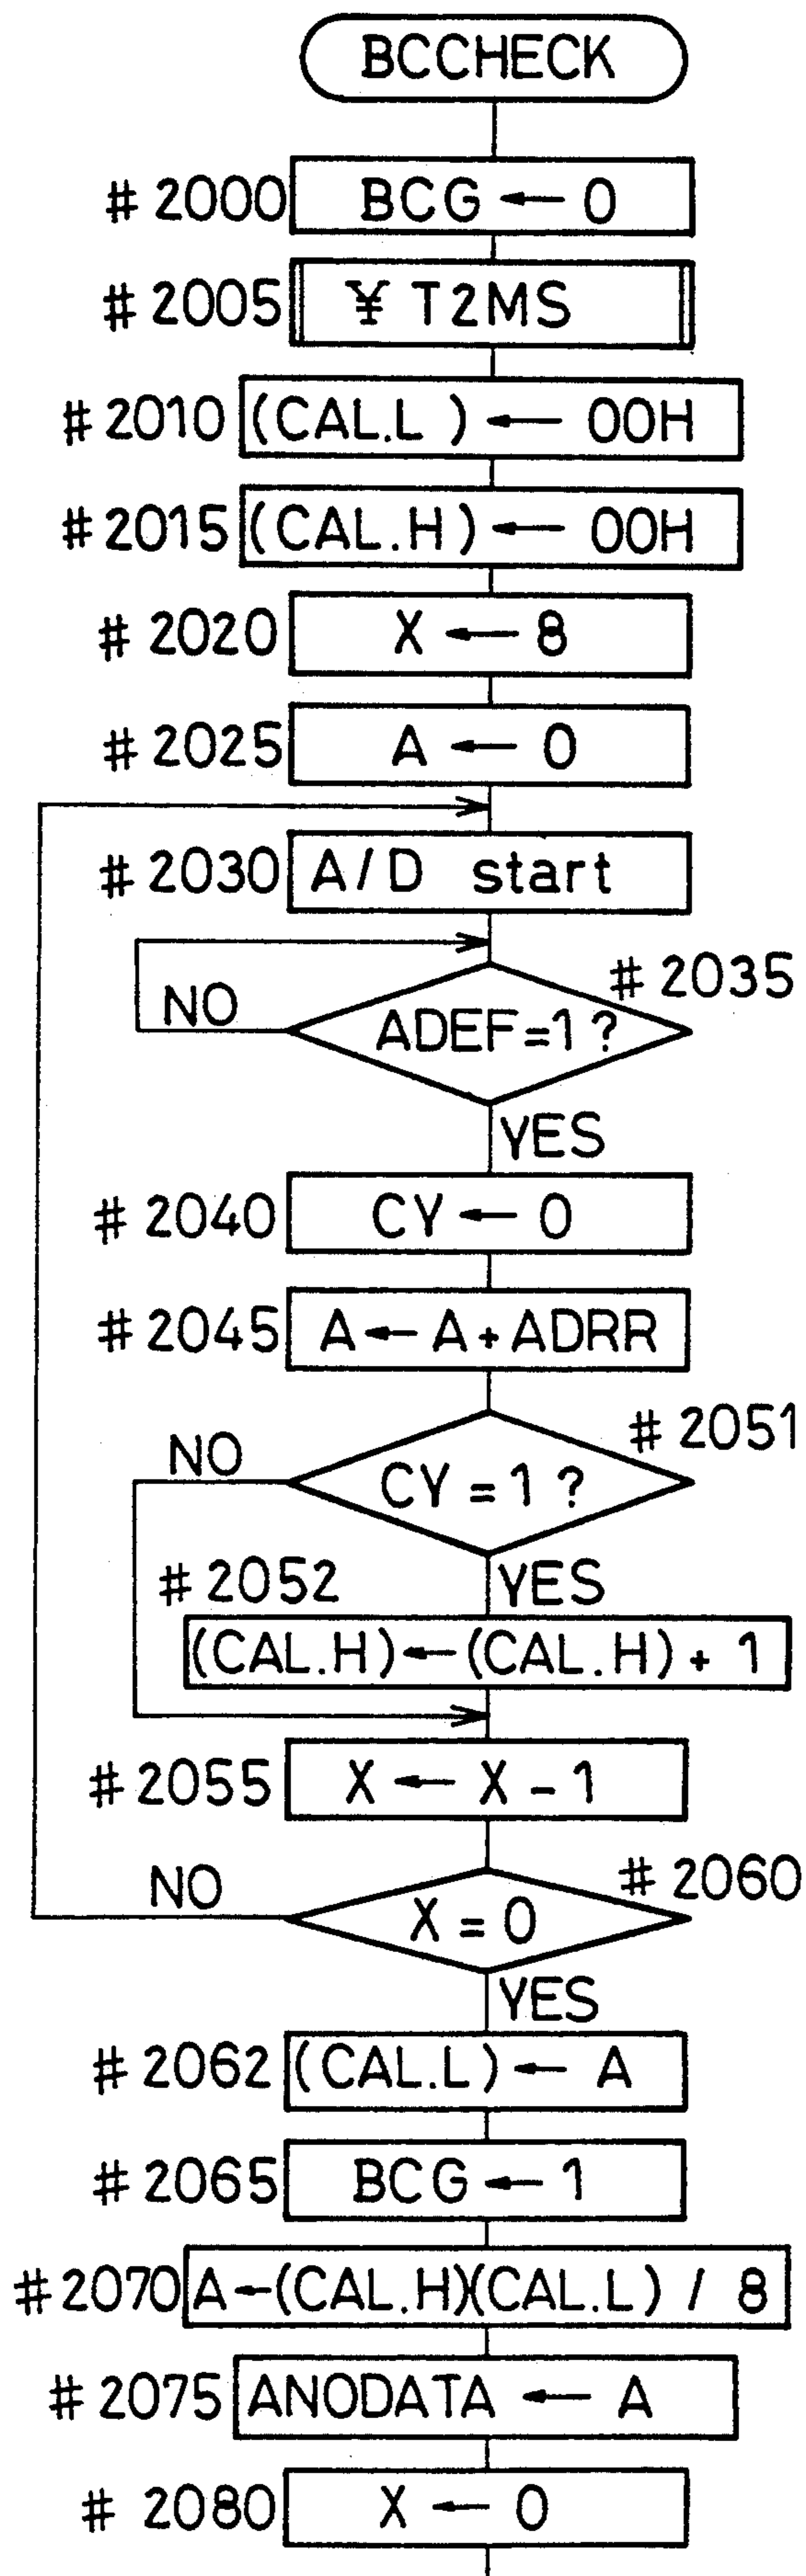 BCCHECK
# 2000 BCG ← 0
# 2005 ¥ T2MS
# 2010 (CAL.L ) ← 00H
# 2015 (CAL.H ) ← 00H
# 2020 X ← 8
# 2025 A ← 0
# 2030 A/D start
# 2035
NO ADEF=1 ?
YES
# 2040 CY ← 0
# 2045 A ← A + ADRR
# 2051
NO
CY = 1 ?
# 2052 YES
(CAL.H) ← (CAL.H) + 1
# 2055 X ← X - 1
NO # 2060
X = 0
YES
# 2062 (CAL.L) ← A
# 2065 BCG ← 1
# 2070 A ← (CAL.H)(CAL.L) / 8
# 2075 ANODATA ← A
# 2080 X ← 0